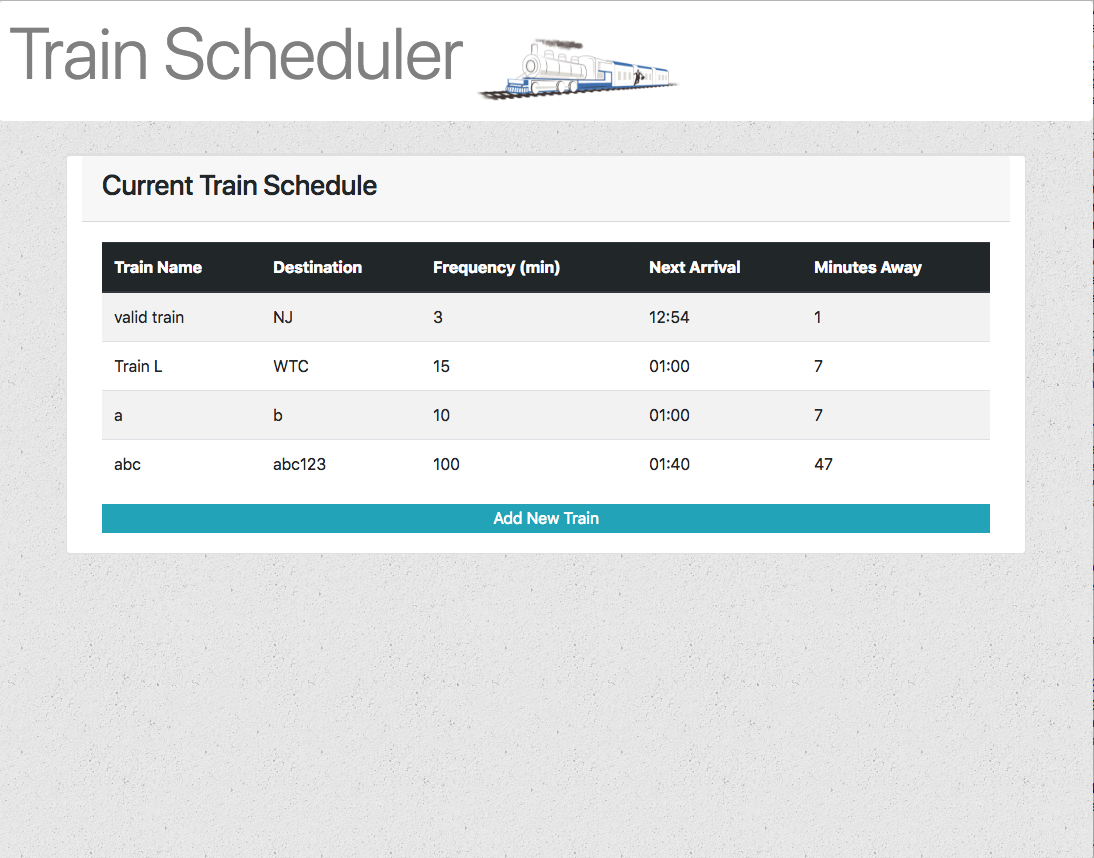 Train Scheduler
Current Train Schedule
Train Name Destination Frequency (min) Next Arrival Minutes Away
valid train NJ 3 12:54 1
Train L WTC 15 01:00 7
a b 10 01:00 7
abc abc123 100 01:40 47
Add New Train